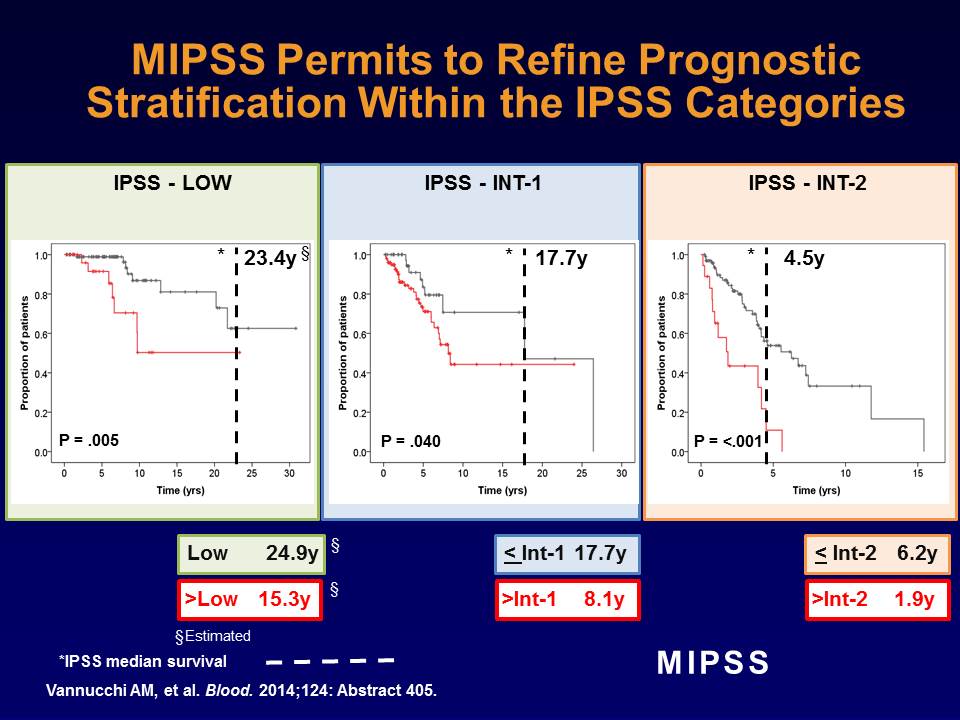 MIPSS Permits to Refine Prognostic
Stratification Within the IPSS Categories
IPSS - LOW
* 23.4y §
Proportion of patients
1.0
0.8
0.6
0.4
0.2
0.0
P = .005
0 5 10 15 20 25 30
Time (yrs)
IPSS - INT-1
* 17.7y
Proportion of patients
1.0
0.8
0.6
0.4
0.2
0.0
P = .040
0 5 10 15 20 25 30
Time (yrs)
IPSS - INT-2
* 4.5y
Proportion of patients
1.0
0.8
0.6
0.4
0.2
0.0
P = <.001
0 5 10 15
Time (yrs)
Low 24.9y §
>Low 15.3y §
< Int-1 17.7y
>Int-1 8.1y
< Int-2 6.2y
>Int-2 1.9y
§Estimated
*IPSS median survival
MIPSS
Vannucchi AM, et al. Blood. 2014;124: Abstract 405.